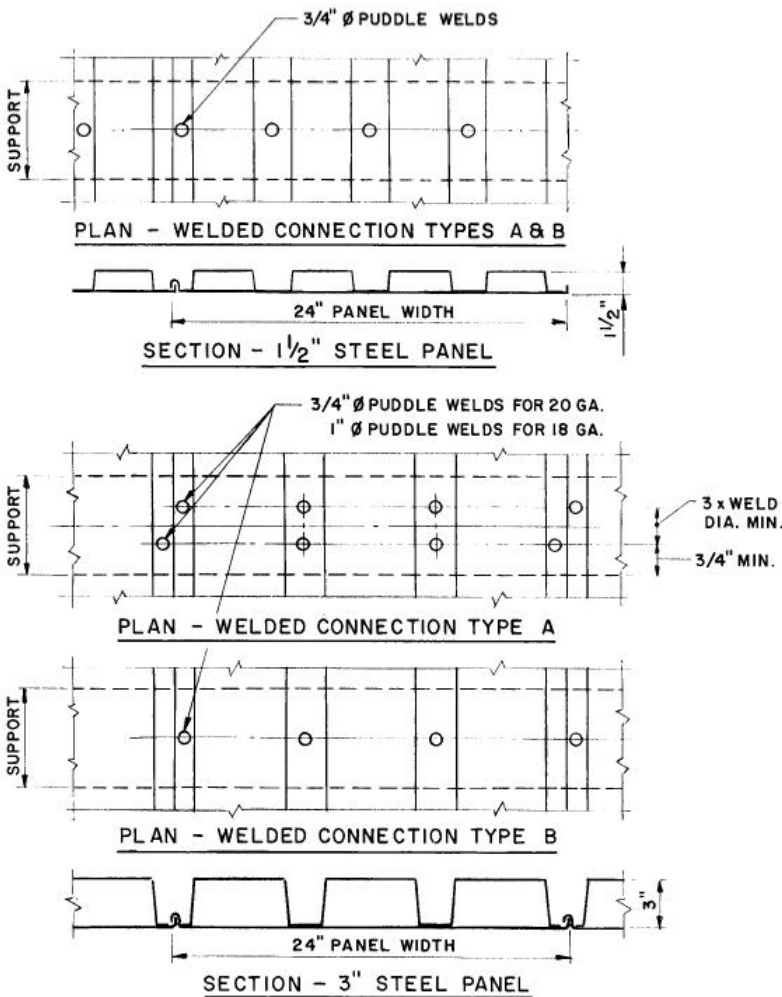 3/4" Ø PUDDLE WELDS
SUPPORT
PLAN - WELDED CONNECTION TYPES A & B
24" PANEL WIDTH
1 1/2"
SECTION - 1 1/2" STEEL PANEL
3/4" Ø PUDDLE WELDS FOR 20 GA.
1" Ø PUDDLE WELDS FOR 18 GA.
SUPPORT
3 x WELD
DIA. MIN.
3/4" MIN.
PLAN - WELDED CONNECTION TYPE A
SUPPORT
PLAN - WELDED CONNECTION TYPE B
3"
24" PANEL WIDTH
SECTION - 3" STEEL PANEL